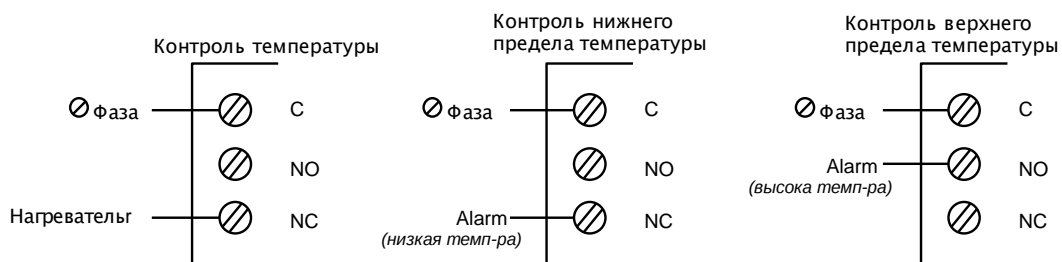 Контроль температуры
Фаза
C
NO
Нагревательr
NC
Контроль нижнего
предела температуры
Фаза
C
NO
Alarm
(низкая темп-ра)
NC
Контроль верхнего
предела температуры
Фаза
C
Alarm
(высока темп-ра)
NO
NC